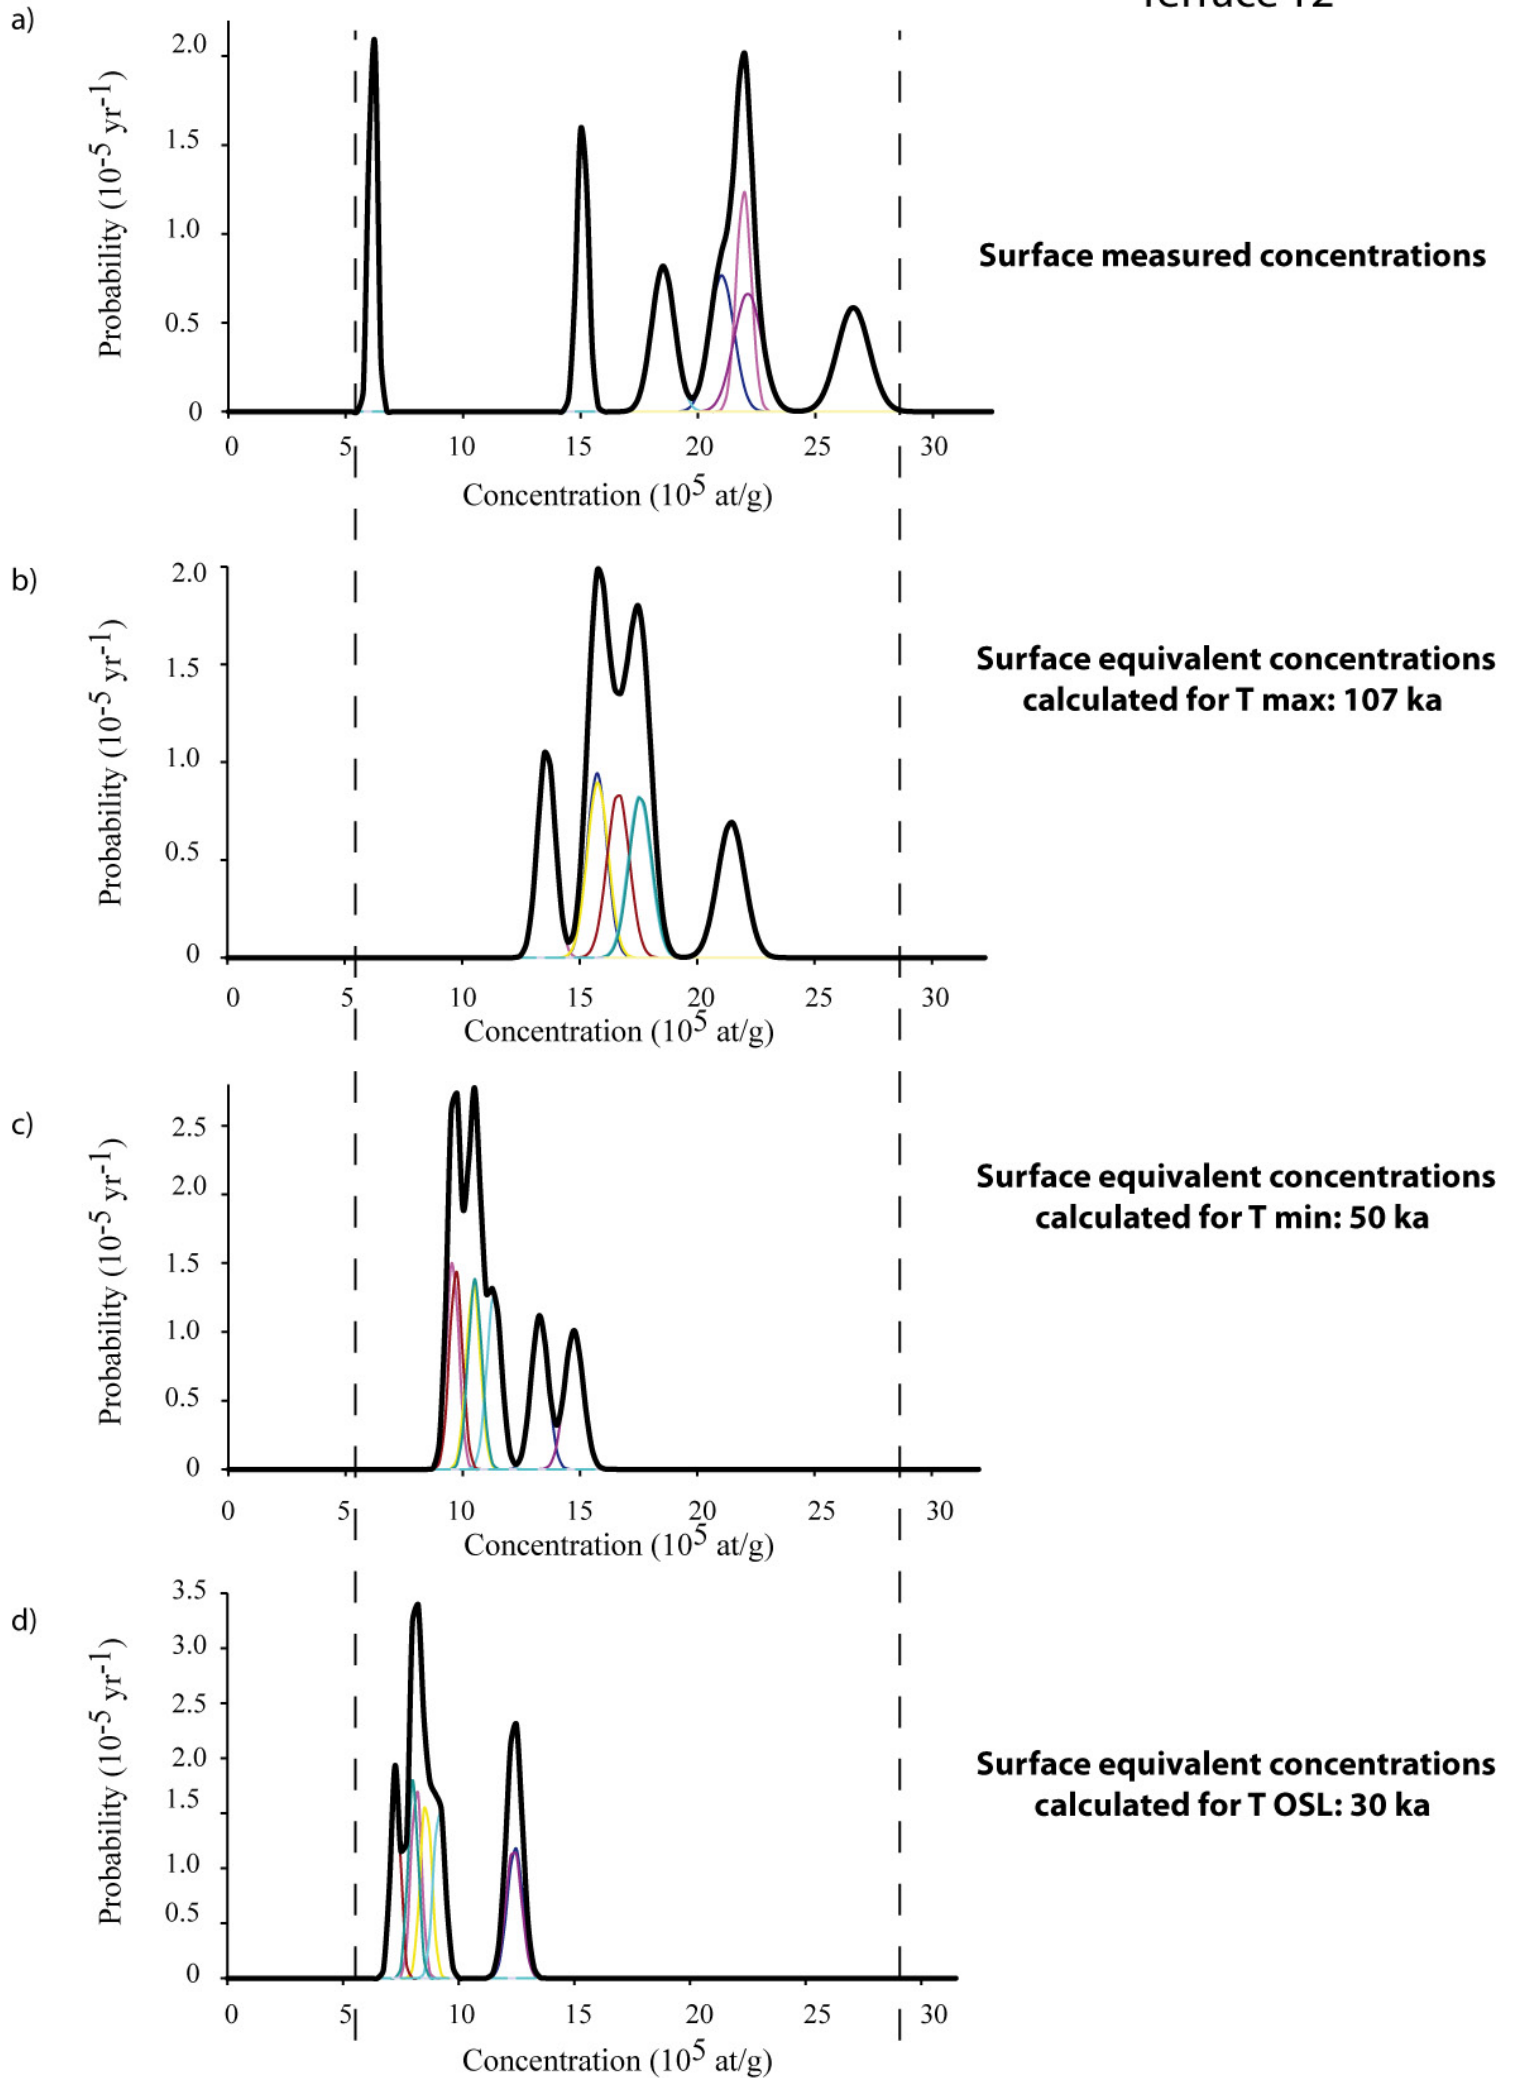 Terrace T2
a)
Probability (10-5 yr-1)
2.0
1.5
1.0
0.5
0
0 5 10 15 20 25 30
Concentration (105 at/g)
Surface measured concentrations
b)
Probability (10-5 yr-1)
2.0
1.5
1.0
0.5
0
0 5 10 15 20 25 30
Concentration (105 at/g)
Surface equivalent concentrations
calculated for T max: 107 ka
c)
Probability (10-5 yr-1)
2.5
2.0
1.5
1.0
0.5
0
0 5 10 15 20 25 30
Concentration (105 at/g)
Surface equivalent concentrations
calculated for T min: 50 ka
d)
Probability (10-5 yr-1)
3.5
3.0
2.5
2.0
1.5
1.0
0.5
0
0 5 10 15 20 25 30
Concentration (105 at/g)
Surface equivalent concentrations
calculated for T OSL: 30 ka